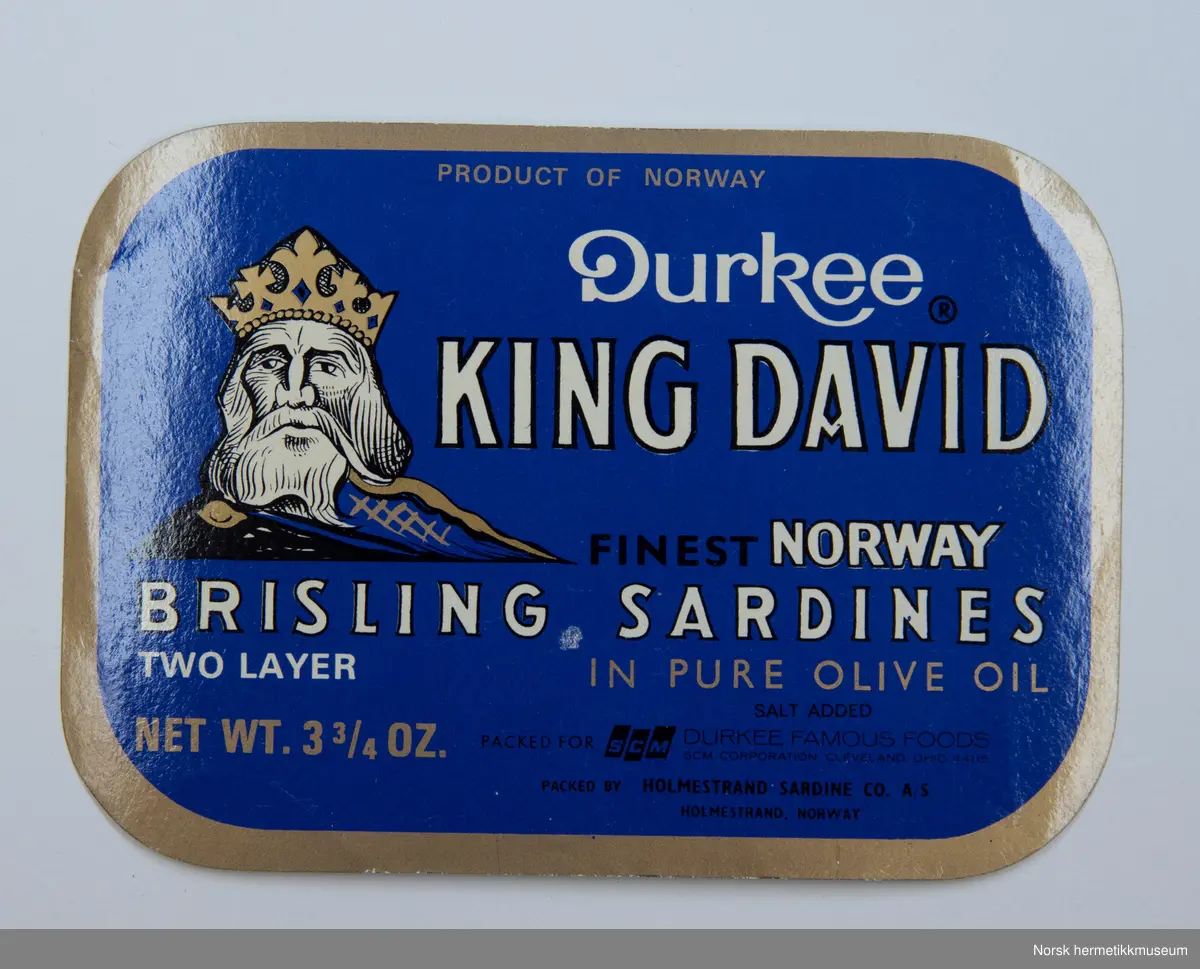 PRODUCT OF NORWAY
Durkee ®
KING DAVID
FINEST NORWAY
BRISLING SARDINES
TWO LAYER
IN PURE OLIVE OIL
SALT ADDED
NET WT. 3 3/4 OZ.
PACKED FOR SCM DURKEE FAMOUS FOODS
SCM CORPORATION, CLEVELAND, OHIO 44115
PACKED BY HOLMESTRAND SARDINE CO. A/S
HOLMESTRAND, NORWAY
Norsk hermetikkmuseum